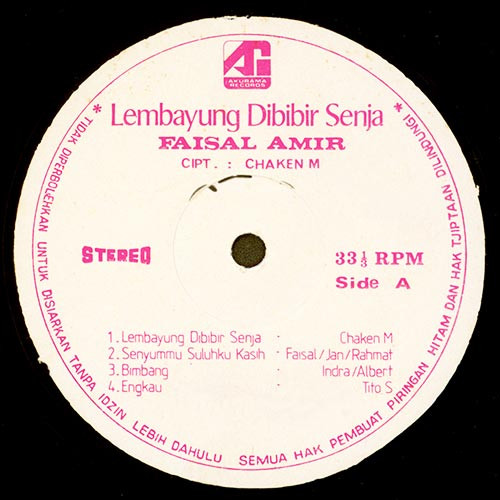 AKURAMA
RECORDS
Lembayung Dibibir Senja
FAISAL AMIR
CIPT. : CHAKEN M
STEREO
33 1/3 RPM
Side A
1. Lembayung Dibibir Senja · Chaken M
2. Senyummu Suluhku Kasih · Faisal/Jan/Rahmat
3. Bimbang · Indra/Albert
4. Engkau · Tito S
* TIDAK DIPERBOLEHKAN UNTUK DISIARKAN TANPA IDZIN LEBIH DAHULU SEMUA HAK PEMBUAT PIRINGAN HITAM DAN HAK TJIPTAAN DILINDUNGI *